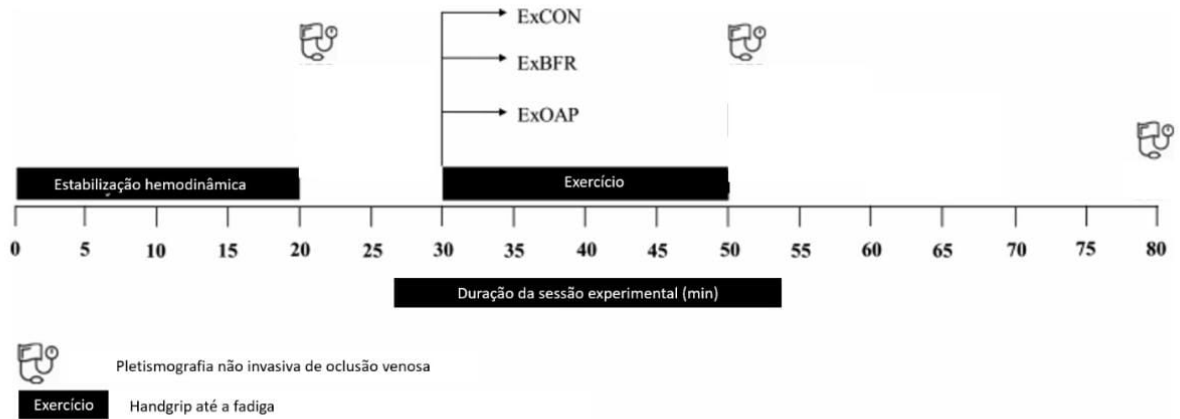 ExCON
ExBFR
ExOAP
Estabilização hemodinâmica
Exercício
0 5 10 15 20 25 30 35 40 45 50 55 60 65 70 75 80
Duração da sessão experimental (min)
Pletismografia não invasiva de oclusão venosa
Exercício Handgrip até a fadiga